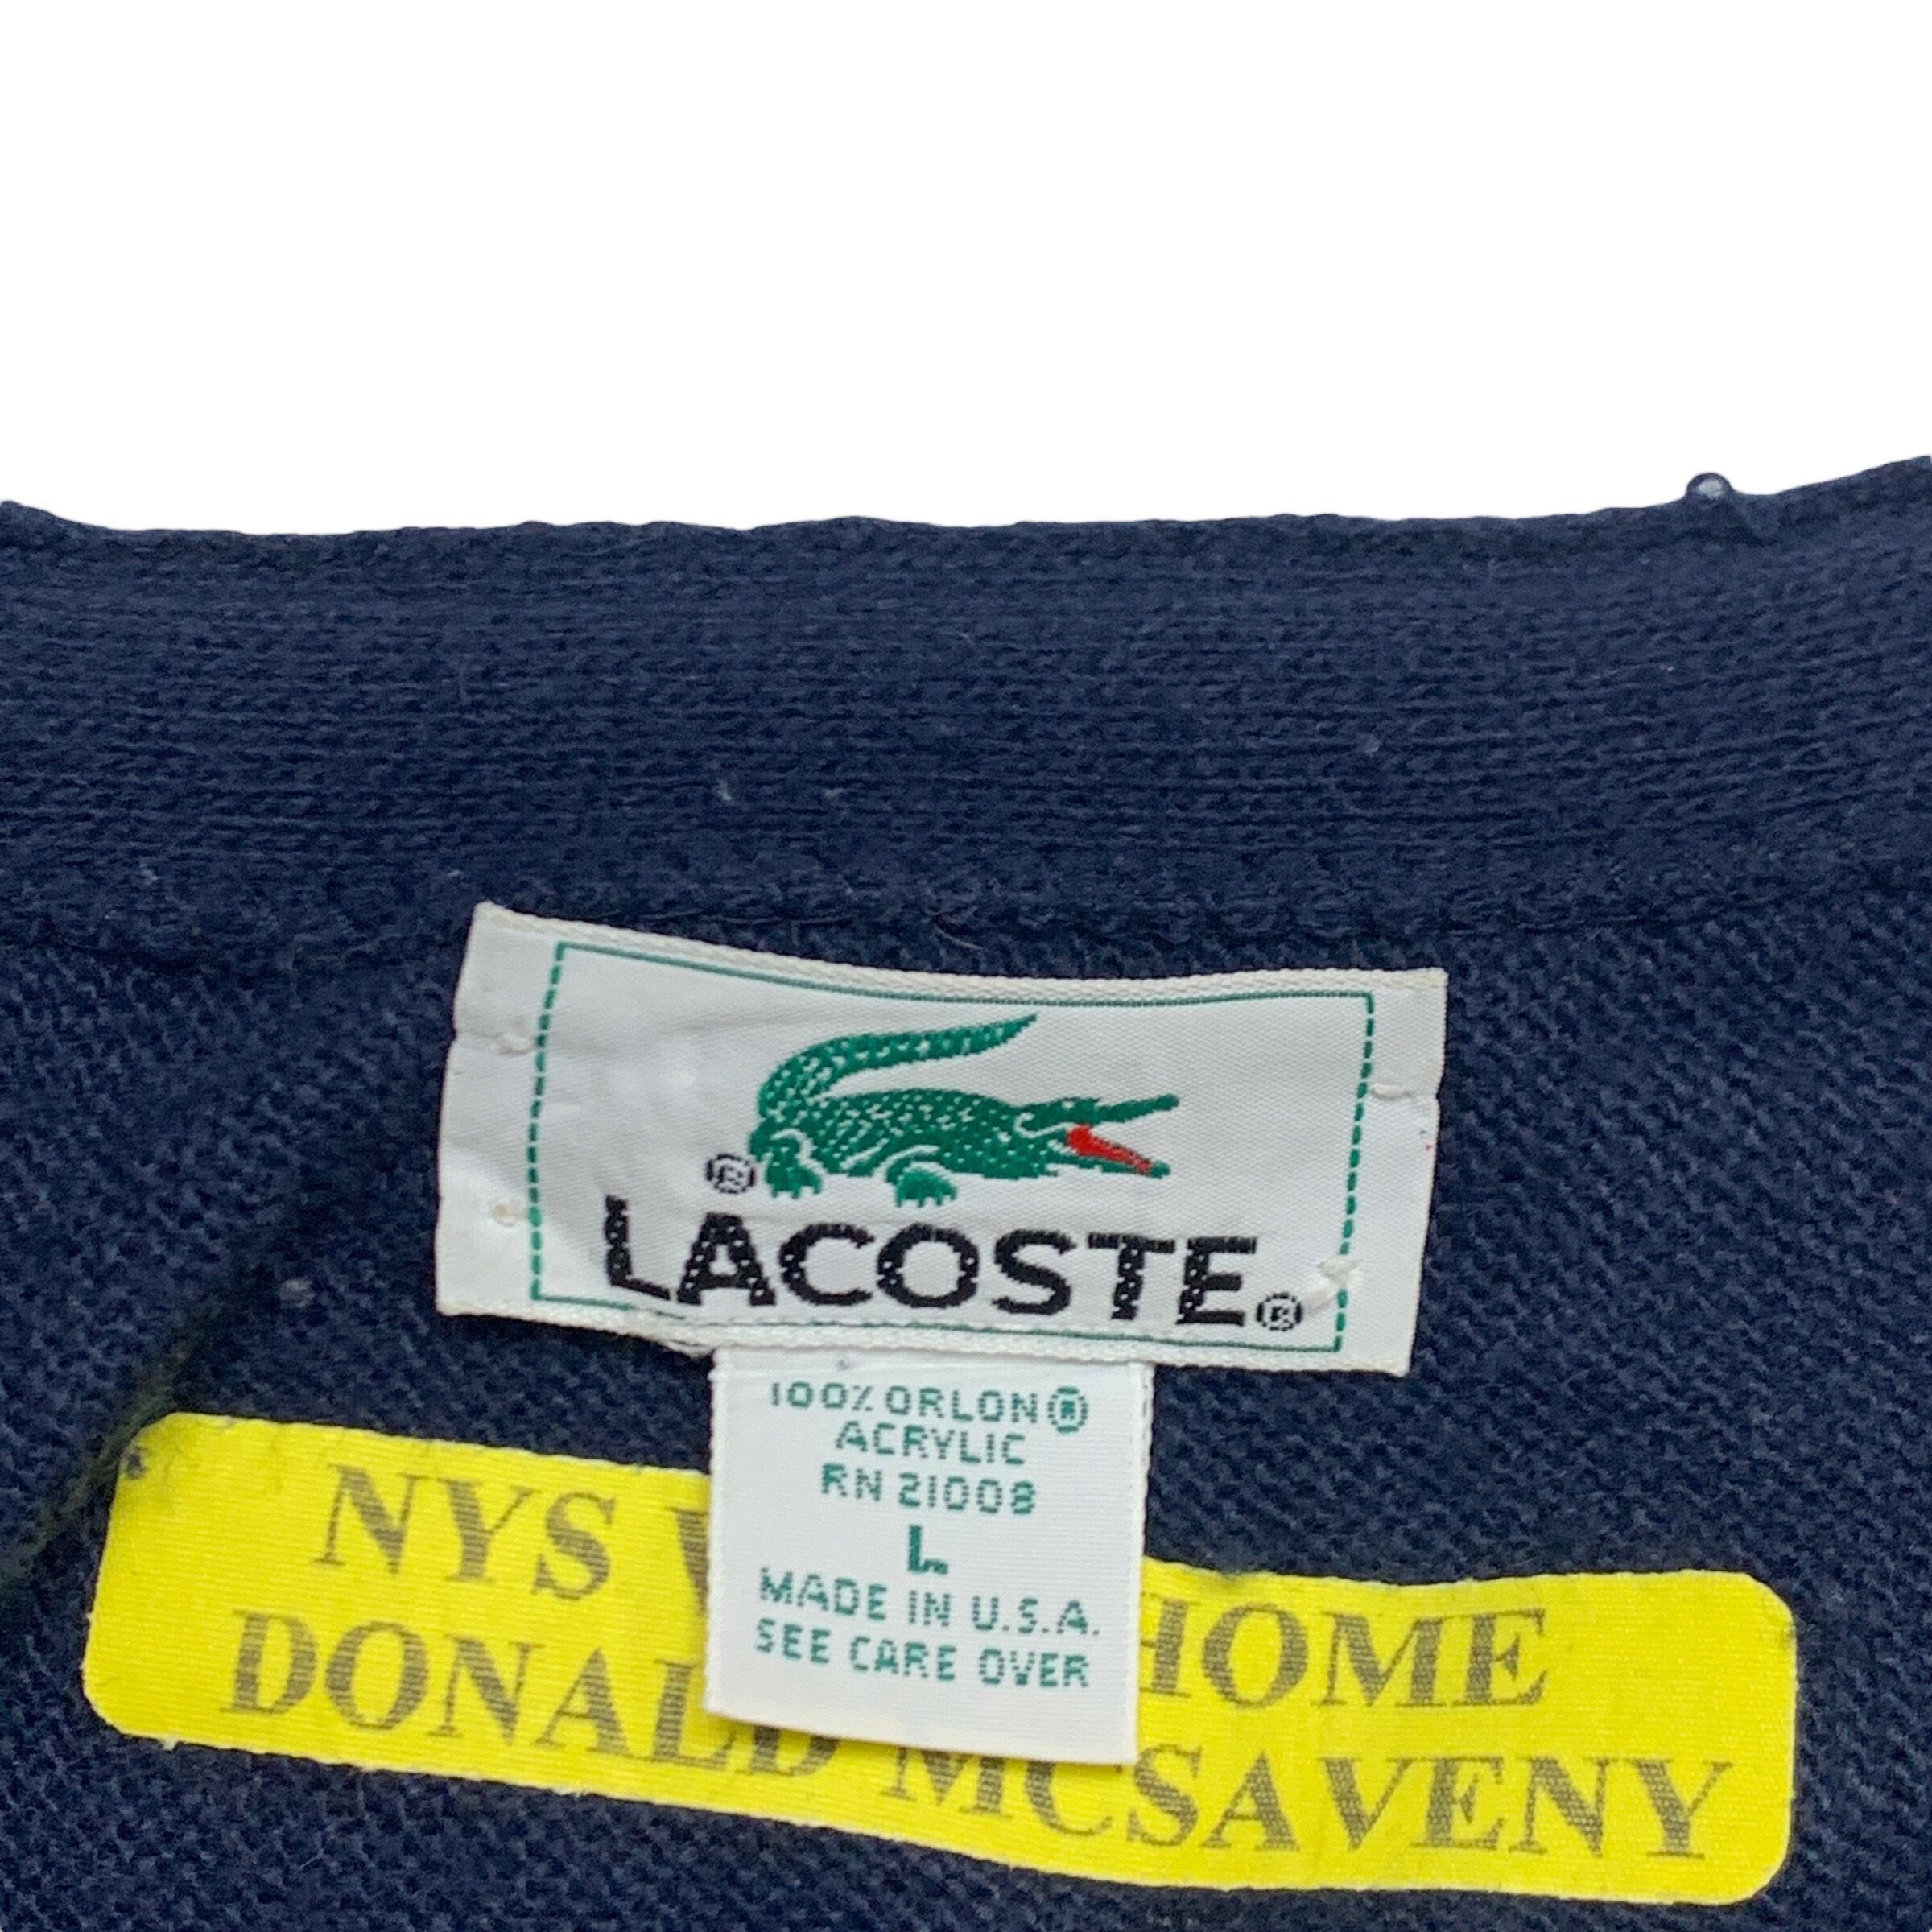 ®
LACOSTE®
100% ORLON®
ACRYLIC
RN 21008
L
MADE IN U.S.A.
SEE CARE OVER
NYS HOME
DONALD MCSAVENY